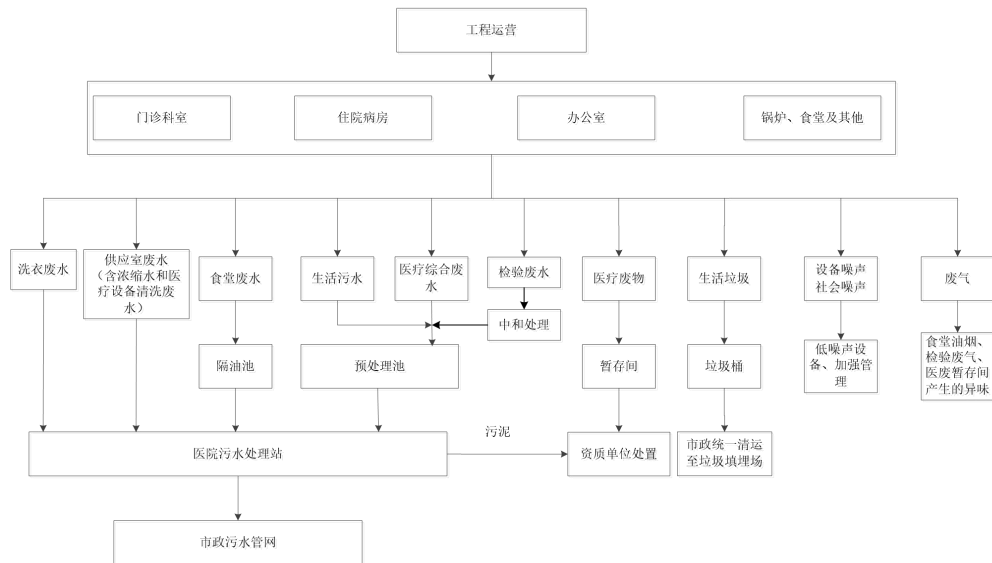 工程运营
门诊科室
住院病房
办公室
锅炉、食堂及其他
洗衣废水
供应室废水
（含浓缩水和医
疗设备清洗废
水）
食堂废水
生活污水
医疗综合废
水
检验废水
医疗废物
生活垃圾
设备噪声
社会噪声
废气
中和处理
隔油池
预处理池
暂存间
垃圾桶
低噪声设
备、加强管
理
食堂油烟、
检验废气、
医废暂存间
产生的异味
医院污水处理站
污泥
资质单位处置
市政统一清运
至垃圾填埋场
市政污水管网